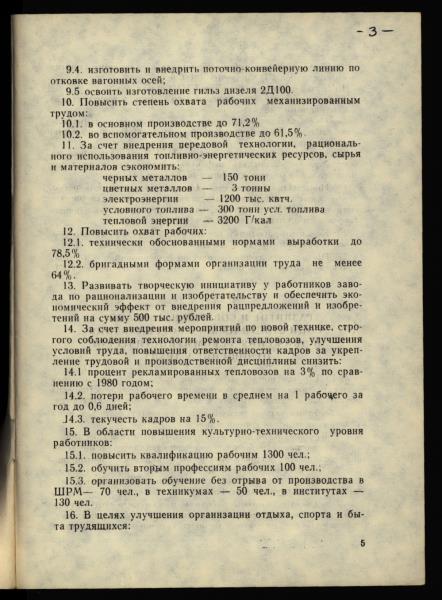 - 3 -
9.4. изготовить и внедрить поточно-конвейерную линию по
отковке вагонных осей;
9.5 освоить изготовление гильз дизеля 2Д100.
10. Повысить степень охвата рабочих механизированным
трудом:
10.1. в основном производстве до 71,2%
10.2. во вспомогательном производстве до 61,5%.
11. За счет внедрения передовой технологии, рациональ-
ного использования топливно-энергетических ресурсов, сырья
и материалов сэкономить:
черных металлов — 150 тонн
цветных металлов — 3 тонны
электроэнергии — 1200 тыс. квтч.
условного топлива — 300 тонн усл. топлива
тепловой энергии — 3200 Г/кал
12. Повысить охват рабочих:
12.1. технически обоснованными нормами выработки до
78,5%
12.2. бригадными формами организации труда не менее
64%.
13. Развивать творческую инициативу у работников заво-
да по рационализации и изобретательству и обеспечить эко-
номический эффект от внедрения рацпредложений и изобре-
тений на сумму 500 тыс. рублей.
14. За счет внедрения мероприятий по новой технике, стро-
гого соблюдения технологии ремонта тепловозов, улучшения
условий труда, повышения ответственности кадров за укреп-
ление трудовой и производственной дисциплины снизить:
14.1 процент рекламированных тепловозов на 3% по срав-
нению с 1980 годом;
14.2. потери рабочего времени в среднем на 1 рабочего за
год до 0,6 дней;
14.3. текучесть кадров на 15%.
15. В области повышения культурно-технического уровня
работников:
15.1. повысить квалификацию рабочим 1300 чел.;
15.2. обучить вторым профессиям рабочих 100 чел.;
15.3. организовать обучение без отрыва от производства в
ШРМ— 70 чел., в техникумах — 50 чел., в институтах —
130 чел.
16. В целях улучшения организации отдыха, спорта и бы-
та трудящихся:
5